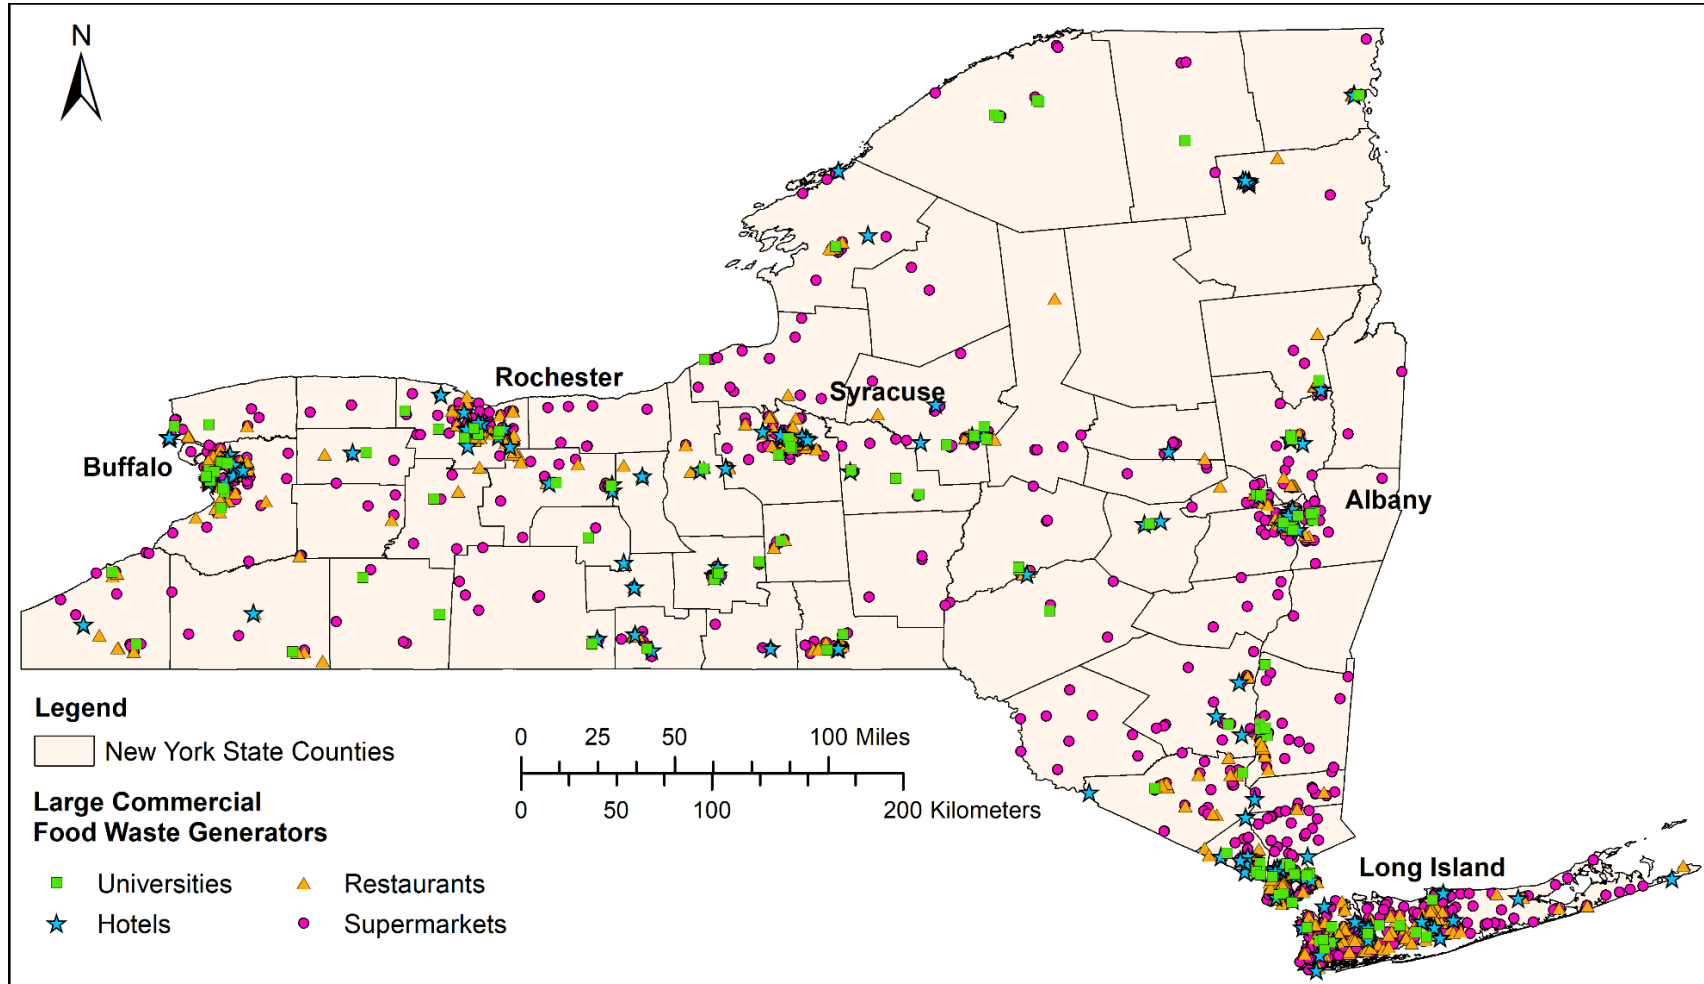 N
Rochester
Syracuse
Buffalo
Albany
Legend
New York State Counties
0 25 50 100 Miles
0 50 100 200 Kilometers
Large Commercial
Food Waste Generators
Universities Restaurants
Hotels Supermarkets
Long Island